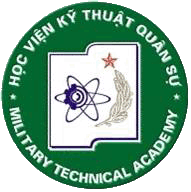 HỌC VIỆN KỸ THUẬT QUÂN SỰ
MILITARY TECHNICAL ACADEMY